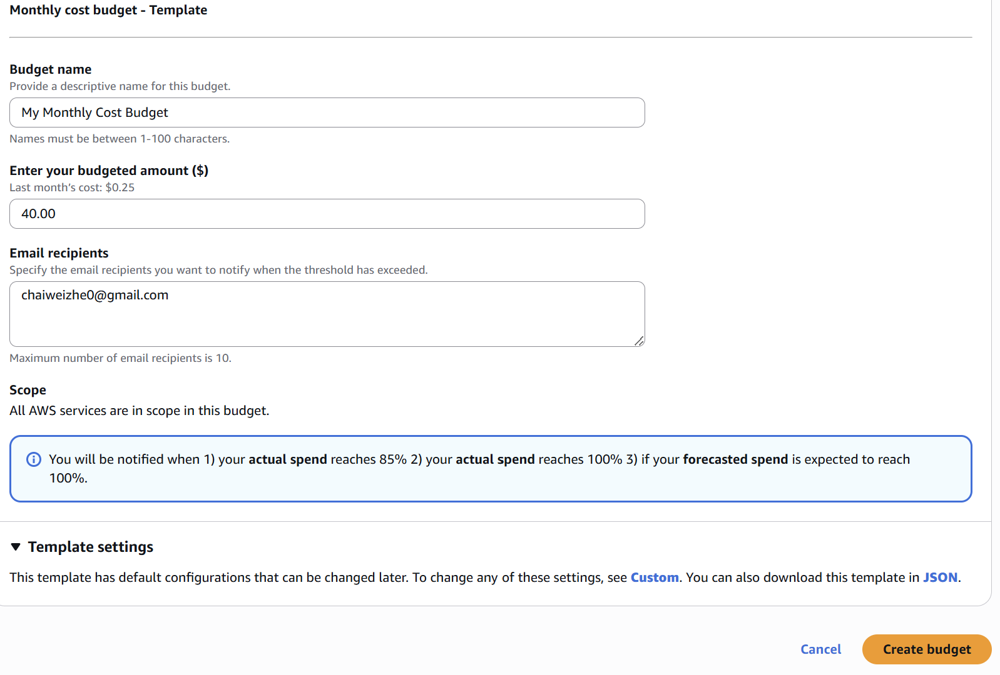 Monthly cost budget - Template
Budget name
Provide a descriptive name for this budget.
My Monthly Cost Budget
Names must be between 1-100 characters.
Enter your budgeted amount ($)
Last month’s cost: $0.25
40.00
Email recipients
Specify the email recipients you want to notify when the threshold has exceeded.
chaiweizhe0@gmail.com
Maximum number of email recipients is 10.
Scope
All AWS services are in scope in this budget.
You will be notified when 1) your actual spend reaches 85% 2) your actual spend reaches 100% 3) if your forecasted spend is expected to reach
100%.
Template settings
This template has default configurations that can be changed later. To change any of these settings, see Custom. You can also download this template in JSON.
Cancel
Create budget